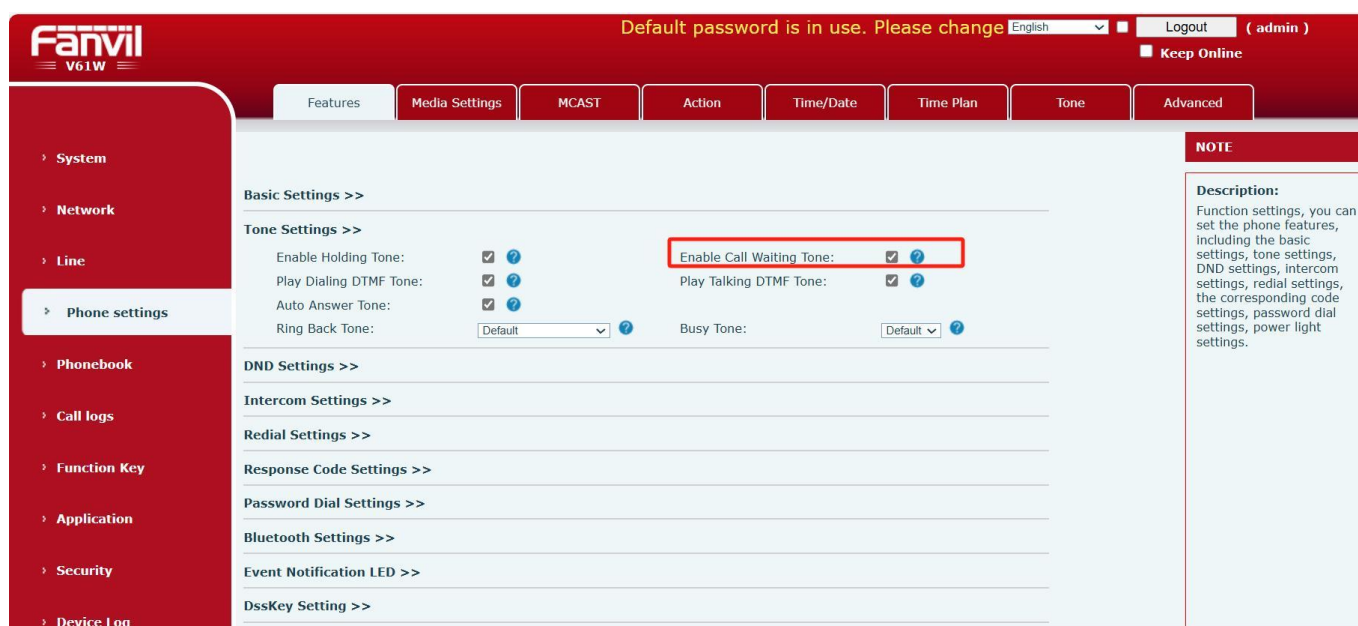 Fanvil
V61W
Default password is in use. Please change English Logout ( admin )
Keep Online
Features Media Settings MCAST Action Time/Date Time Plan Tone Advanced
› System
› Network
› Line
› Phone settings
› Phonebook
› Call logs
› Function Key
› Application
› Security
› Device Log
Basic Settings >>
Tone Settings >>
Enable Holding Tone: ? Enable Call Waiting Tone: ?
Play Dialing DTMF Tone: ? Play Talking DTMF Tone: ?
Auto Answer Tone: ?
Ring Back Tone: Default ? Busy Tone: Default ?
DND Settings >>
Intercom Settings >>
Redial Settings >>
Response Code Settings >>
Password Dial Settings >>
Bluetooth Settings >>
Event Notification LED >>
DssKey Setting >>
NOTE
Description:
Function settings, you can
set the phone features,
including the basic
settings, tone settings,
DND settings, intercom
settings, redial settings,
the corresponding code
settings, password dial
settings, power light
settings.